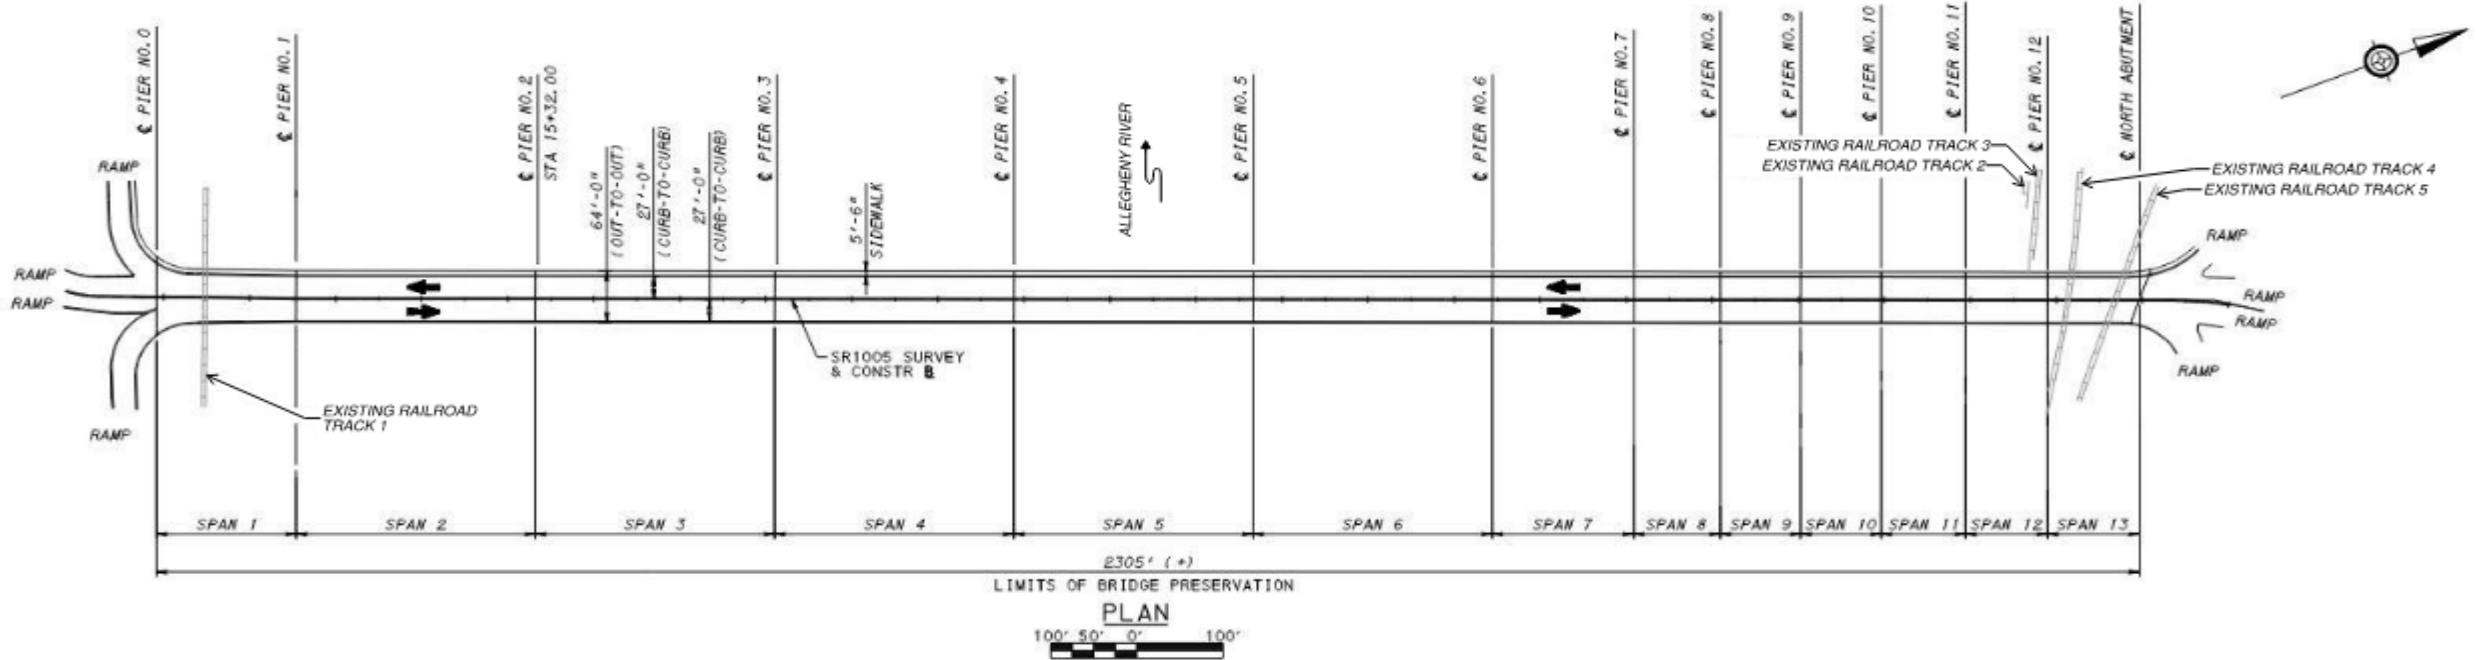 ℄ PIER NO. 0
℄ PIER NO. 1
℄ PIER NO. 2
STA 15+32.00
64'-0"
(OUT-TO-OUT)
27'-0"
(CURB-TO-CURB)
27'-0"
(CURB-TO-CURB)
℄ PIER NO. 3
5'-6"
SIDEWALK
℄ PIER NO. 4
ALLEGHENY RIVER
℄ PIER NO. 5
℄ PIER NO. 6
℄ PIER NO. 7
℄ PIER NO. 8
℄ PIER NO. 9
℄ PIER NO. 10
℄ PIER NO. 11
℄ PIER NO. 12
℄ NORTH ABUTMENT
EXISTING RAILROAD TRACK 3
EXISTING RAILROAD TRACK 2
EXISTING RAILROAD TRACK 4
EXISTING RAILROAD TRACK 5
RAMP
RAMP
RAMP
RAMP
RAMP
RAMP
RAMP
RAMP
SR1005 SURVEY
& CONSTR B
EXISTING RAILROAD
TRACK 1
SPAN 1
SPAN 2
SPAN 3
SPAN 4
SPAN 5
SPAN 6
SPAN 7
SPAN 8
SPAN 9
SPAN 10
SPAN 11
SPAN 12
SPAN 13
2305' (+)
LIMITS OF BRIDGE PRESERVATION
PLAN
100' 50' 0' 100'